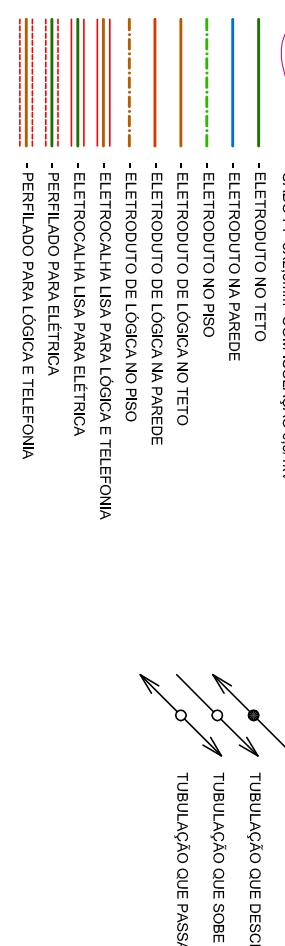 - ELETRODUTO NO TETO
- ELETRODUTO NA PAREDE
- ELETRODUTO NO PISO
- ELETRODUTO DE LÓGICA NO TETO
- ELETRODUTO DE LÓGICA NA PAREDE
- ELETRODUTO DE LÓGICA NO PISO
- ELETROCALHA LISA PARA LÓGICA E TELEFONIA
- ELETROCALHA LISA PARA ELÉTRICA
- PERFILADO PARA ELÉTRICA
- PERFILADO PARA LÓGICA E TELEFONIA
TUBULAÇÃO QUE DESC
TUBULAÇÃO QUE SOBE
TUBULAÇÃO QUE PASS